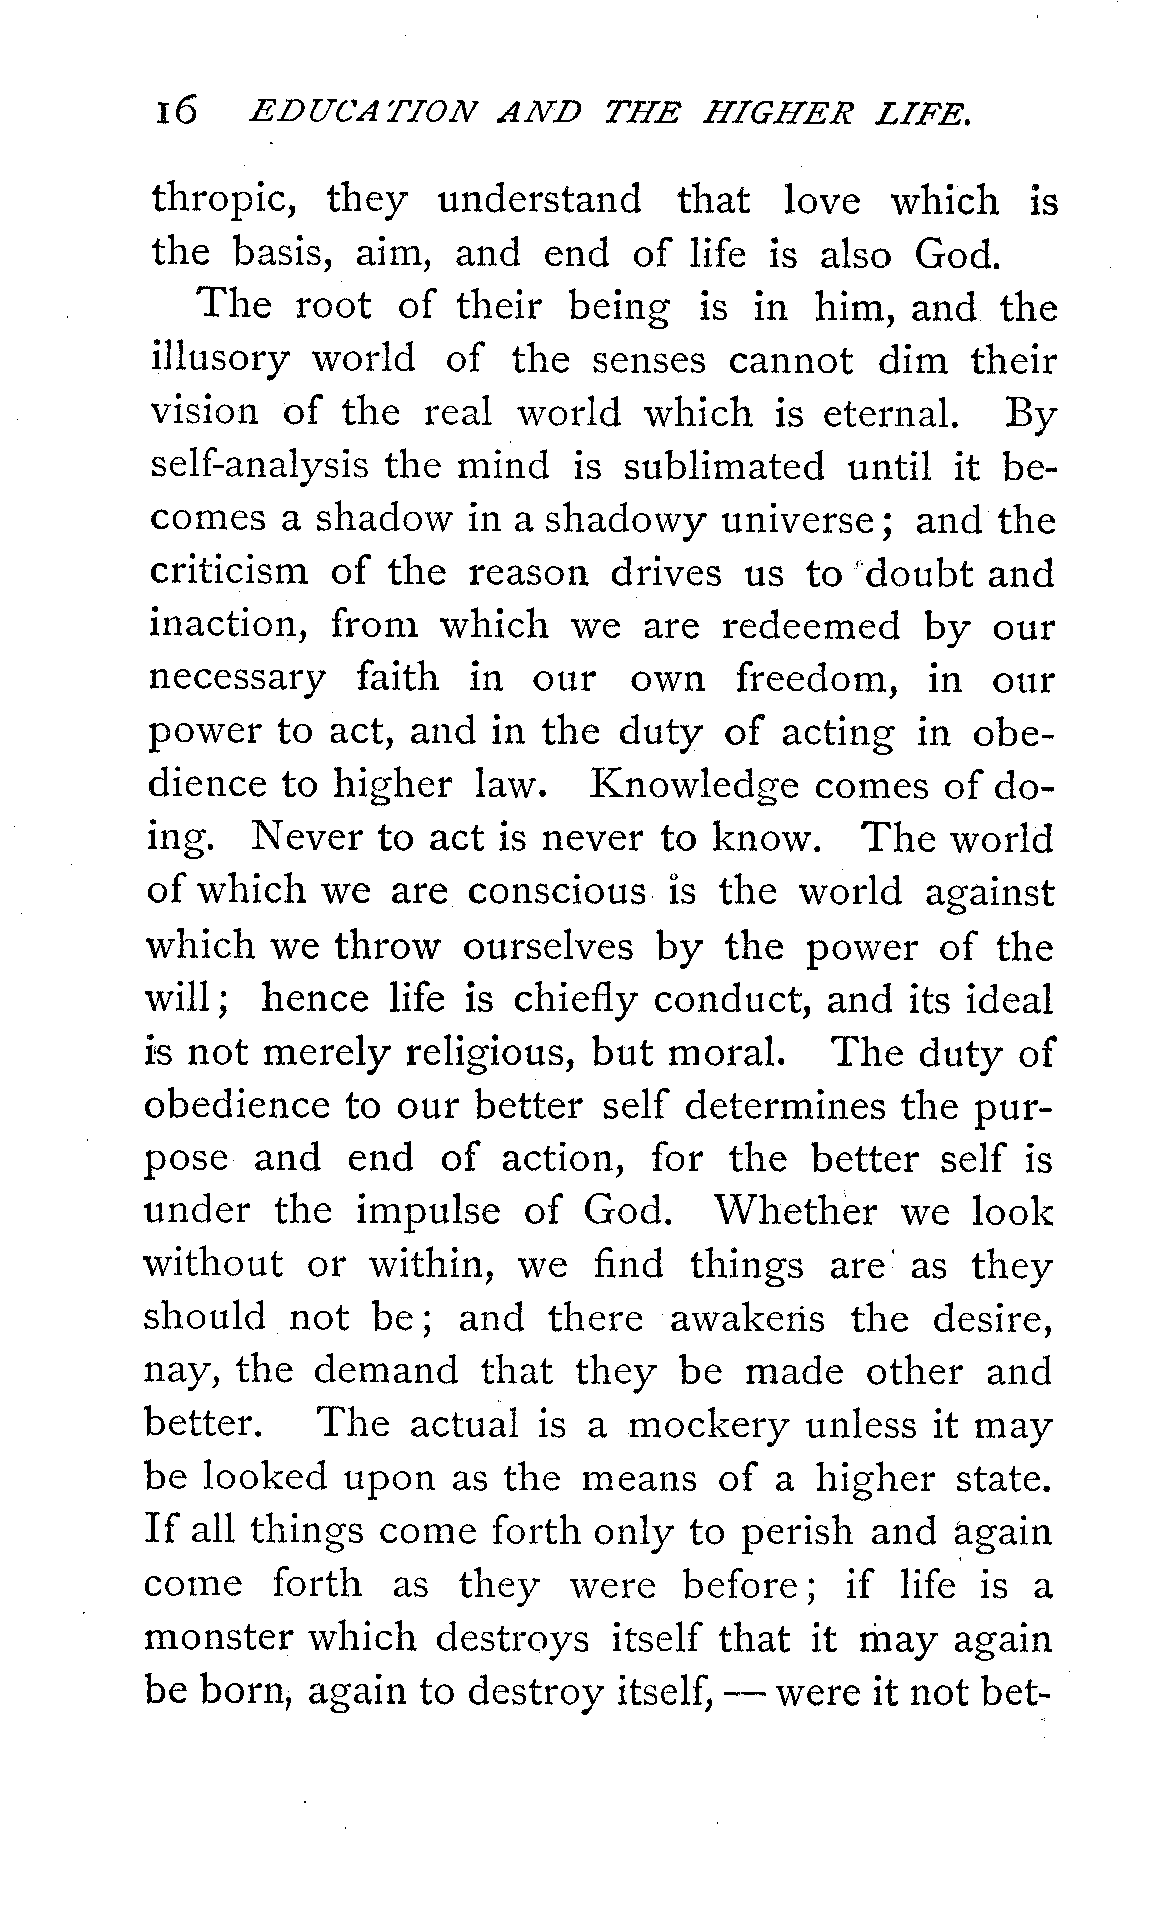 16 EDUCATION AND THE HIGHER LIFE.
thropic, they understand that love which is
the basis, aim, and end of life is also God.
The root of their being is in him, and the
illusory world of the senses cannot dim their
vision of the real world which is eternal. By
self-analysis the mind is sublimated until it be-
comes a shadow in a shadowy universe; and the
criticism of the reason drives us to doubt and
inaction, from which we are redeemed by our
necessary faith in our own freedom, in our
power to act, and in the duty of acting in obe-
dience to higher law. Knowledge comes of do-
ing. Never to act is never to know. The world
of which we are conscious is the world against
which we throw ourselves by the power of the
will; hence life is chiefly conduct, and its ideal
is not merely religious, but moral. The duty of
obedience to our better self determines the pur-
pose and end of action, for the better self is
under the impulse of God. Whether we look
without or within, we find things are as they
should not be; and there awakens the desire,
nay, the demand that they be made other and
better. The actual is a mockery unless it may
be looked upon as the means of a higher state.
If all things come forth only to perish and again
come forth as they were before; if life is a
monster which destroys itself that it may again
be born, again to destroy itself, — were it not bet-